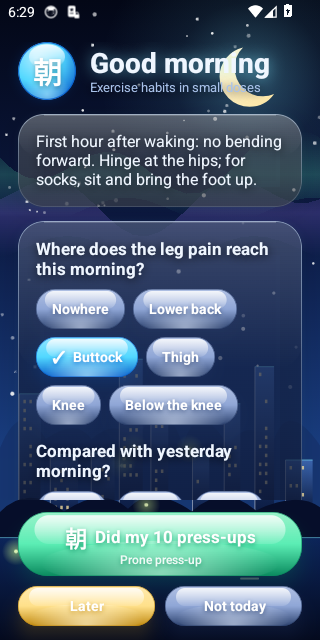 6:29
朝
Good morning
Exercise habits in small doses
First hour after waking: no bending
forward. Hinge at the hips; for
socks, sit and bring the foot up.
Where does the leg pain reach
this morning?
Nowhere
Lower back
✓ Buttock
Thigh
Knee
Below the knee
Compared with yesterday
morning?
朝 Did my 10 press-ups
Prone press-up
Later
Not today